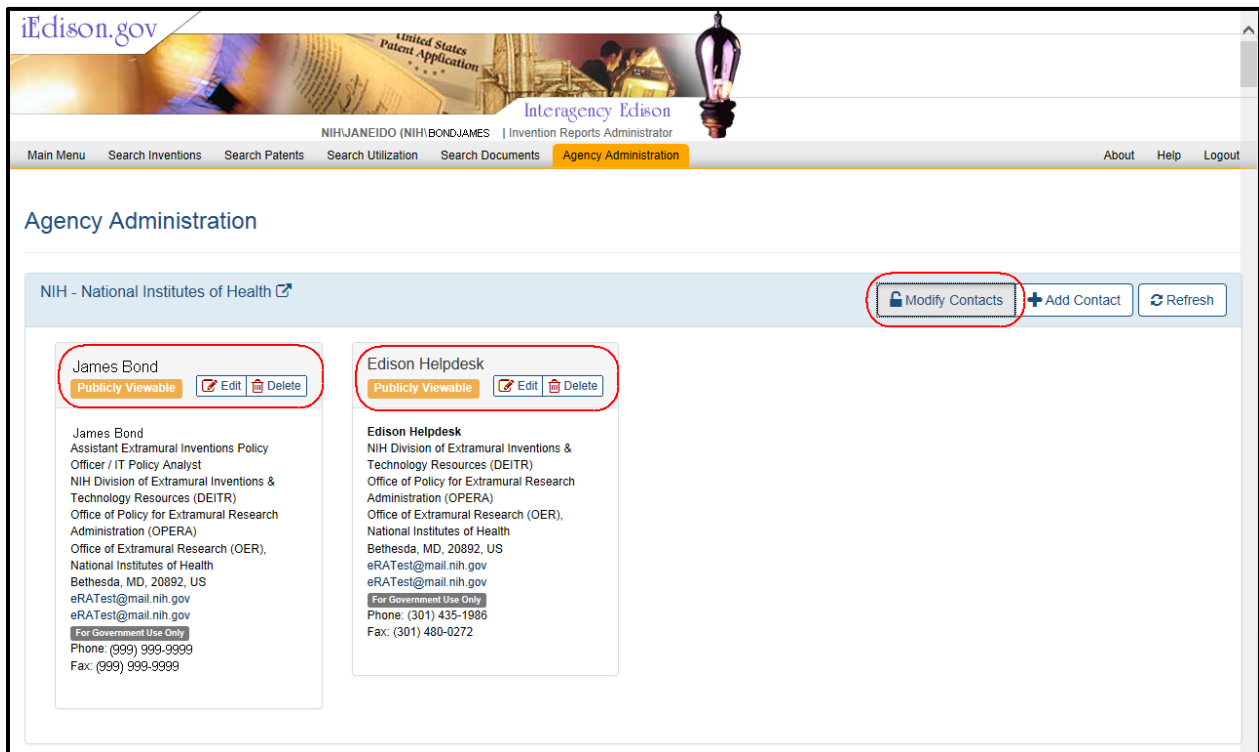 iEdison.gov
United States
Patent Application
Interagency Edison
NIH\JANEIDO (NIH\BONDJAMES | Invention Reports Administrator
Main Menu Search Inventions Search Patents Search Utilization Search Documents Agency Administration About Help Logout
Agency Administration
NIH - National Institutes of Health
Modify Contacts Add Contact Refresh
James Bond
Publicly Viewable Edit Delete
James Bond
Assistant Extramural Inventions Policy
Officer / IT Policy Analyst
NIH Division of Extramural Inventions &
Technology Resources (DEITR)
Office of Policy for Extramural Research
Administration (OPERA)
Office of Extramural Research (OER),
National Institutes of Health
Bethesda, MD, 20892, US
eRATest@mail.nih.gov
eRATest@mail.nih.gov
For Government Use Only
Phone: (999) 999-9999
Fax: (999) 999-9999
Edison Helpdesk
Publicly Viewable Edit Delete
Edison Helpdesk
NIH Division of Extramural Inventions &
Technology Resources (DEITR)
Office of Policy for Extramural Research
Administration (OPERA)
Office of Extramural Research (OER),
National Institutes of Health
Bethesda, MD, 20892, US
eRATest@mail.nih.gov
eRATest@mail.nih.gov
For Government Use Only
Phone: (301) 435-1986
Fax: (301) 480-0272